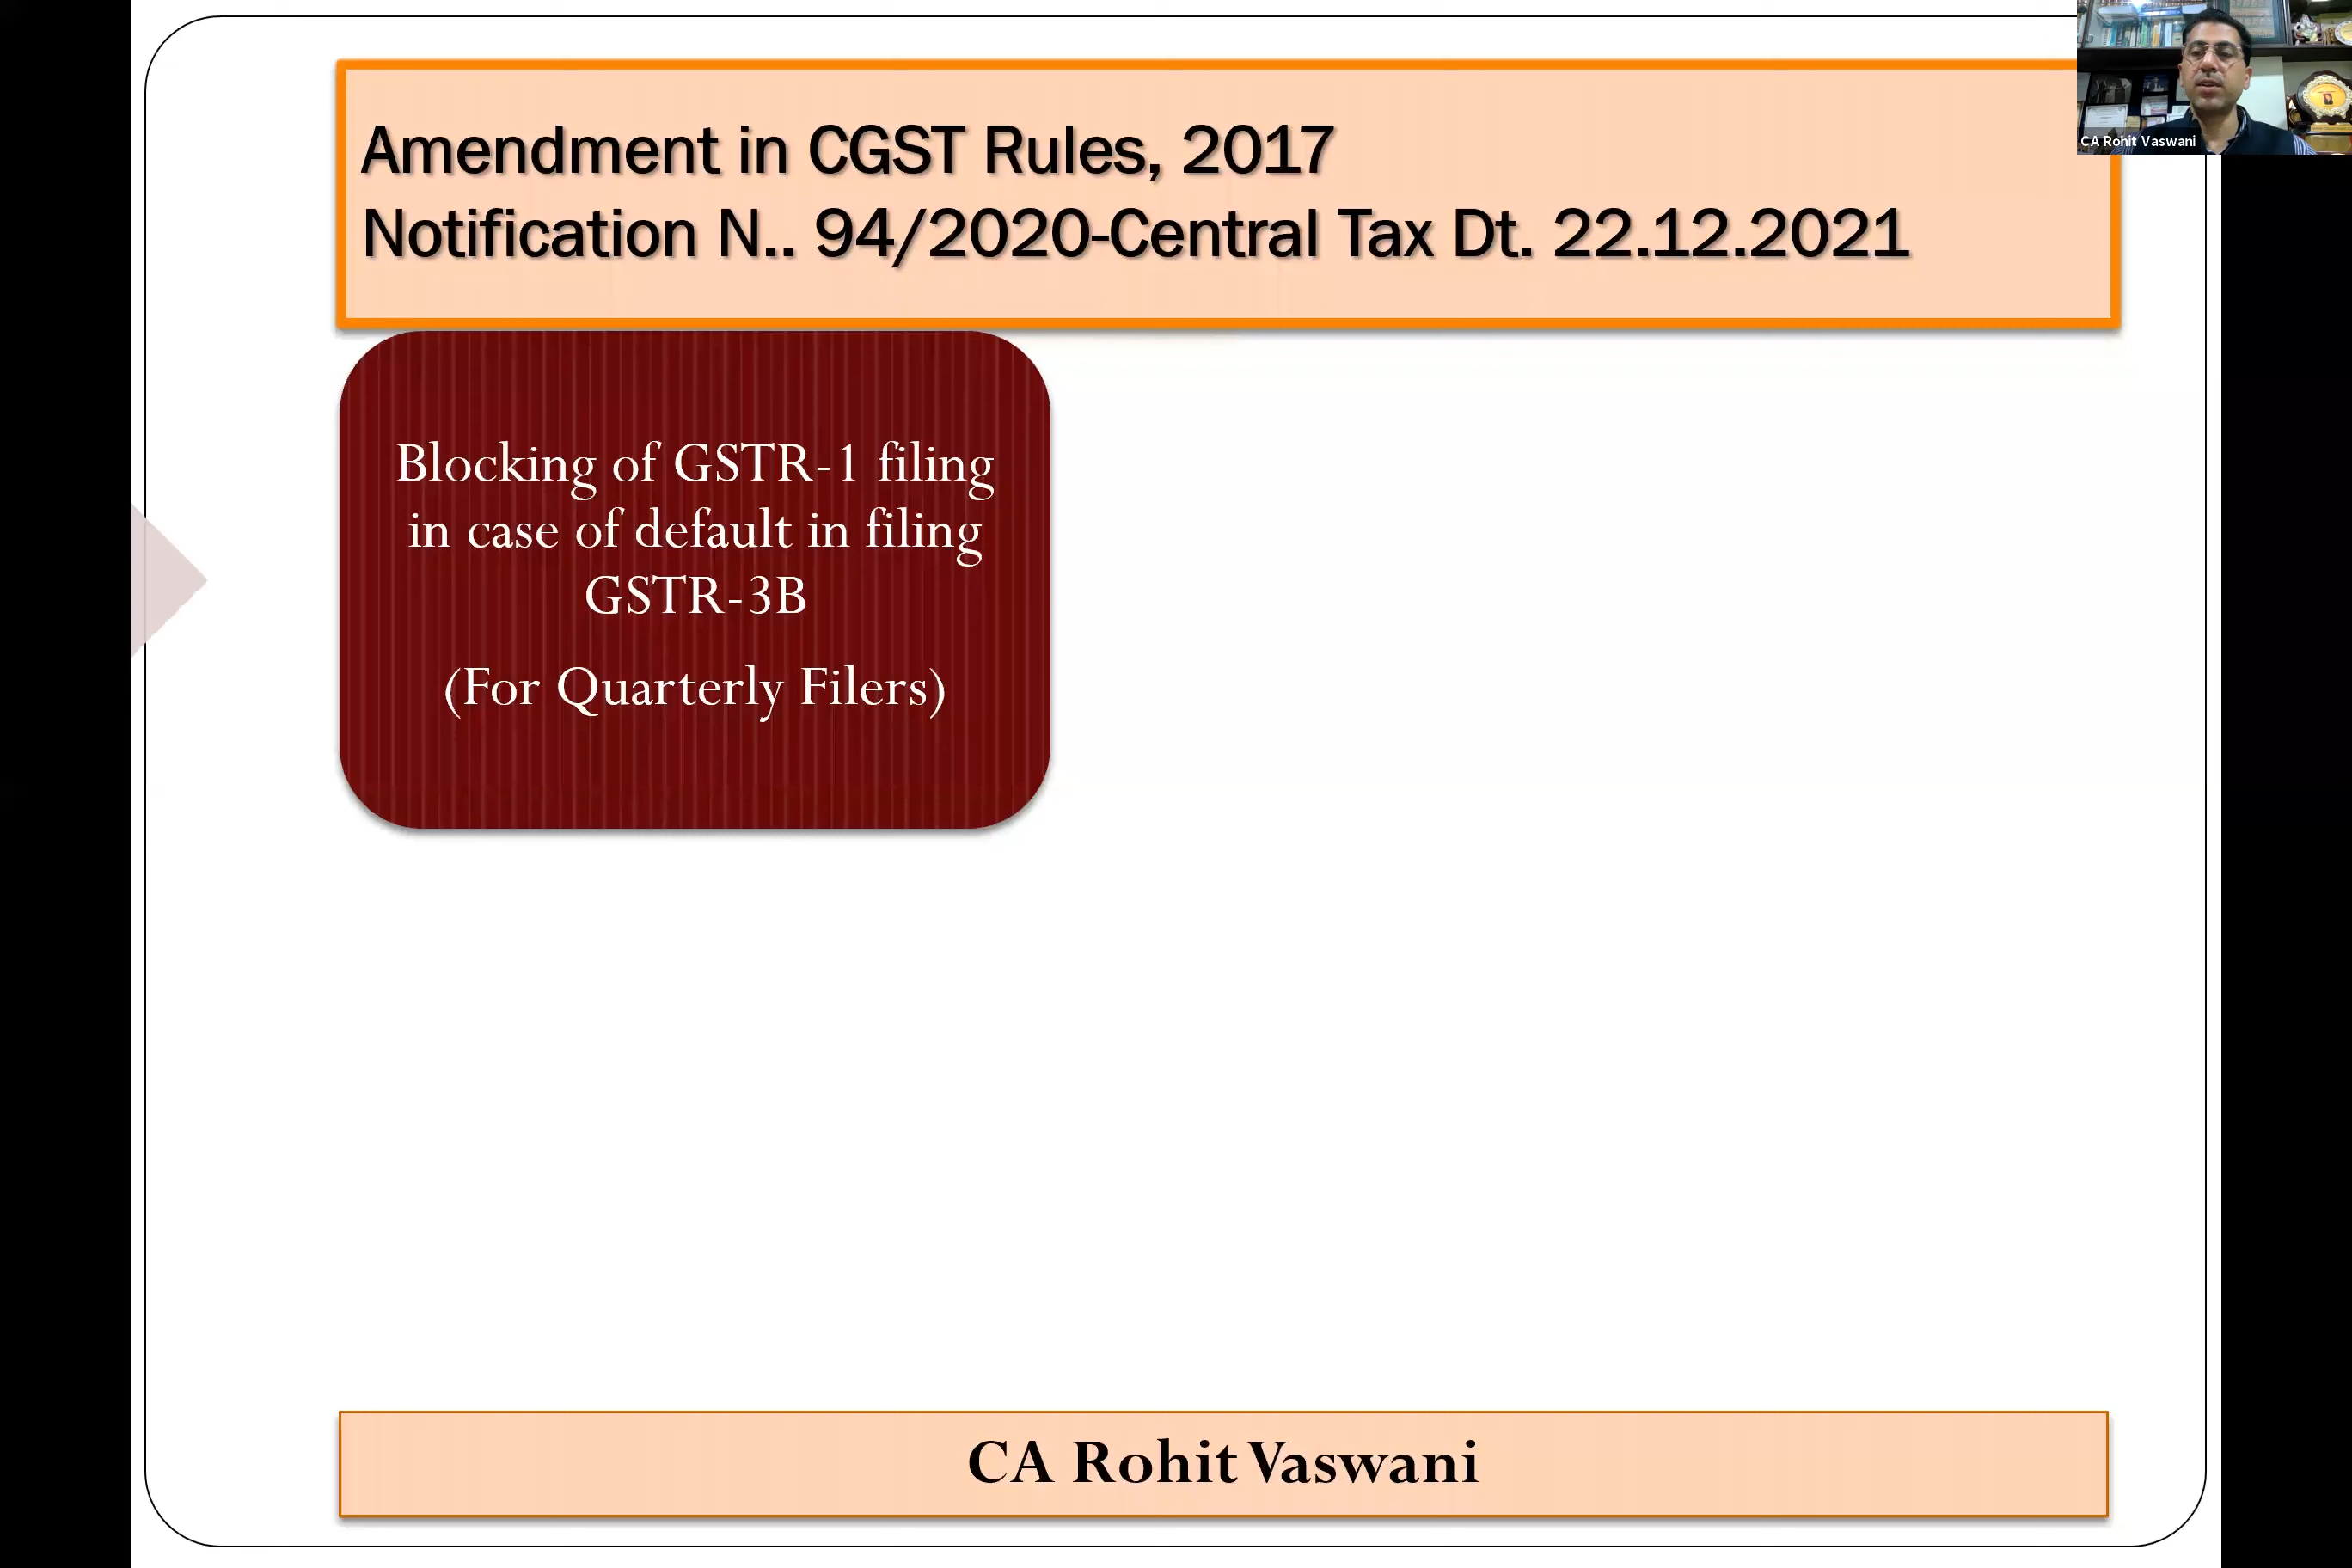 Amendment in CGST Rules, 2017
Notification N.. 94/2020-Central Tax Dt. 22.12.2021
CA Rohit Vaswani
Blocking of GSTR-1 filing
in case of default in filing
GSTR-3B
(For Quarterly Filers)
CA Rohit Vaswani